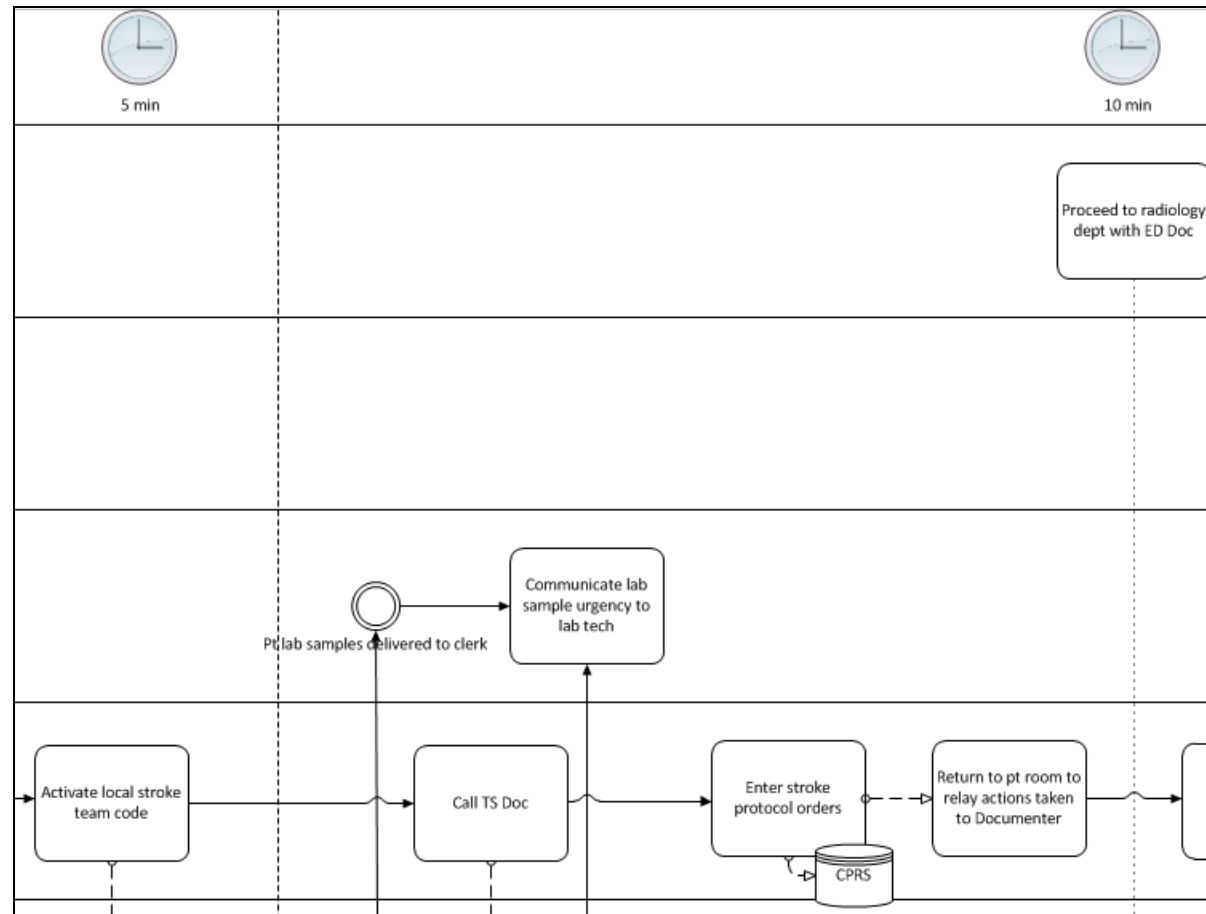 5 min
10 min
Proceed to radiology
dept with ED Doc
Communicate lab
sample urgency to
lab tech
Pt lab samples delivered to clerk
Activate local stroke
team code
Call TS Doc
Enter stroke
protocol orders
Return to pt room to
relay actions taken
to Documenter
CPRS